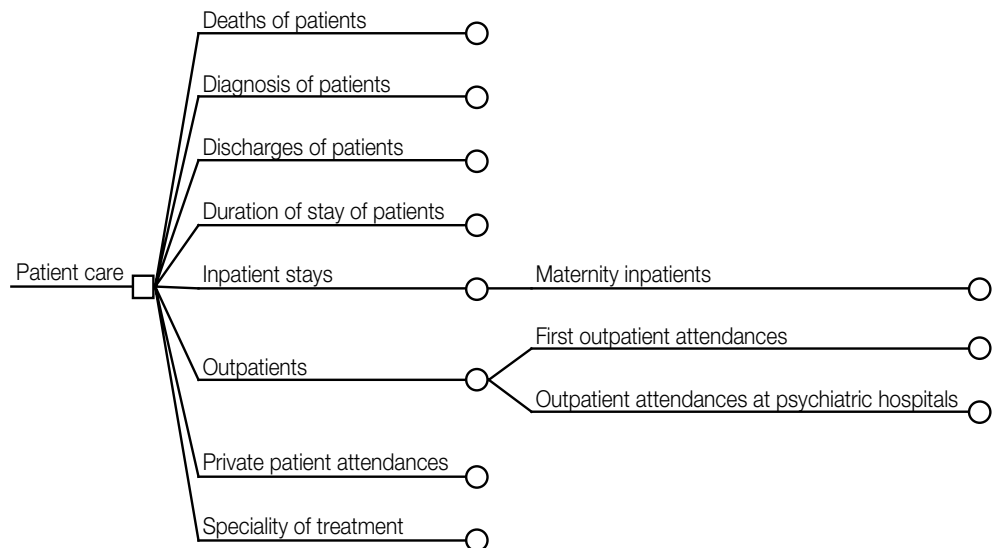 Deaths of patients
Diagnosis of patients
Discharges of patients
Duration of stay of patients
Patient care
Inpatient stays
Maternity inpatients
First outpatient attendances
Outpatients
Outpatient attendances at psychiatric hospitals
Private patient attendances
Speciality of treatment